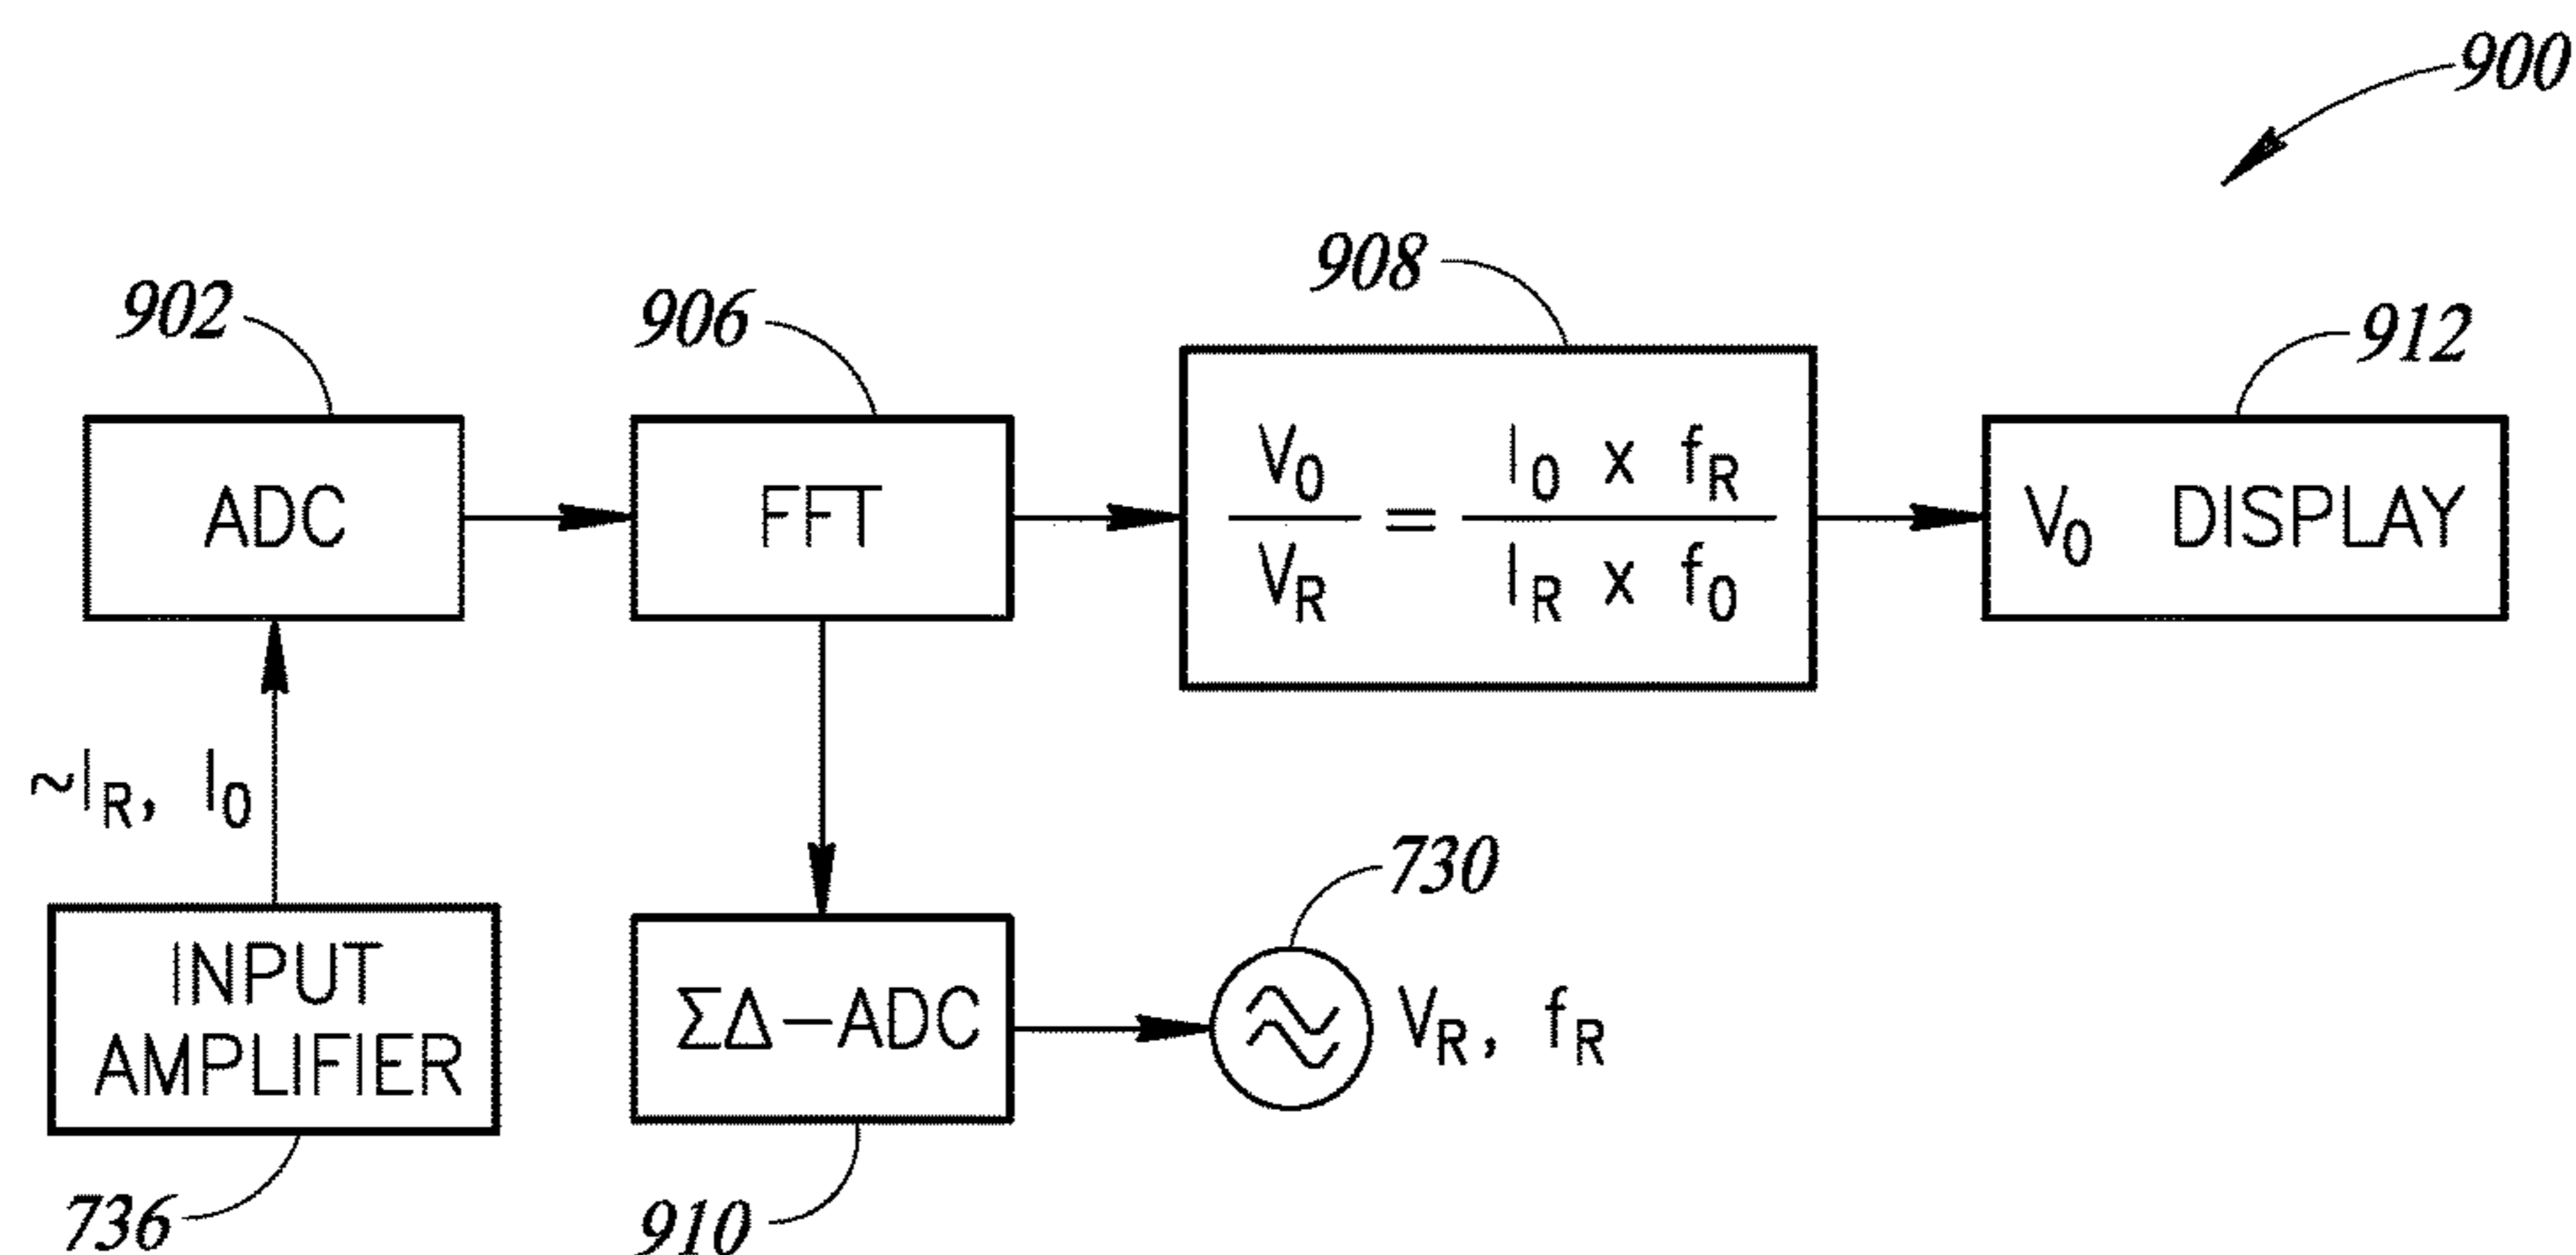 900
908
902
906
912
ADC
FFT
V0/VR = I0 x fR / IR x f0
V0 DISPLAY
~IR, I0
730
INPUT
AMPLIFIER
ΣΔ-ADC
VR, fR
736
910